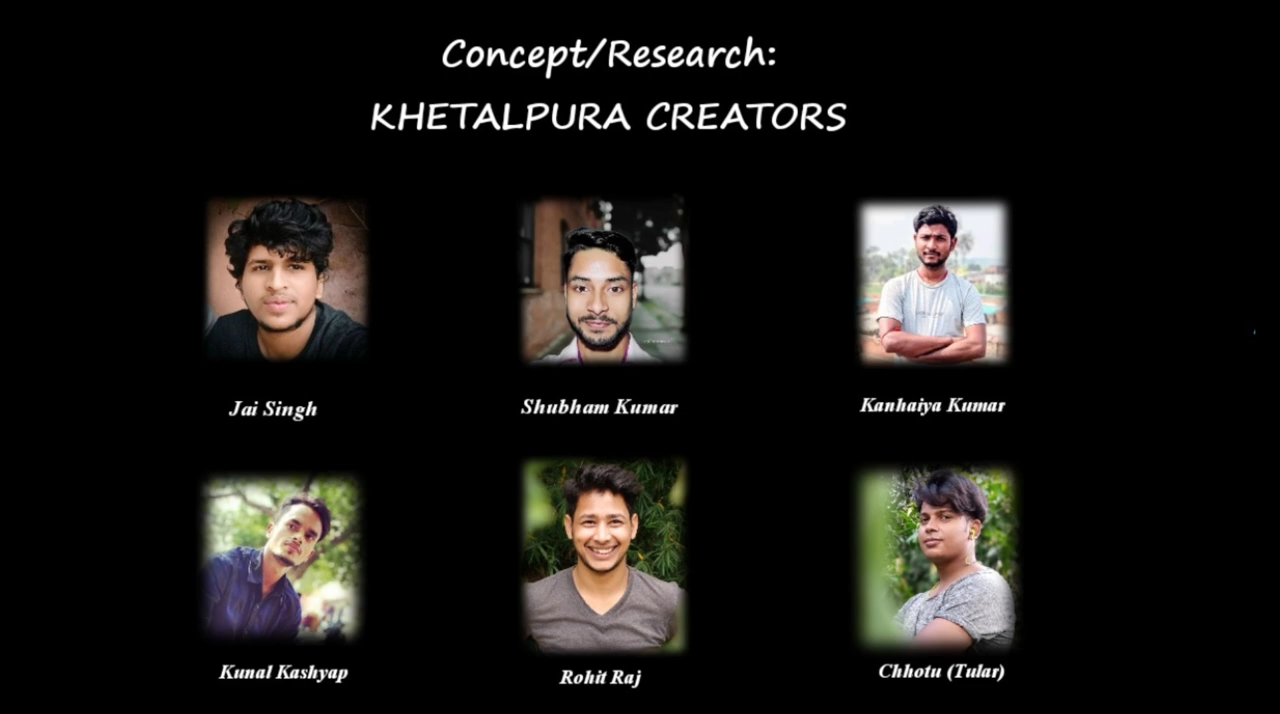 Concept/Research:
KHETALPURA CREATORS
Jai Singh
Shubham Kumar
Kanhaiya Kumar
Kunal Kashyap
Rohit Raj
Chhotu (Tular)